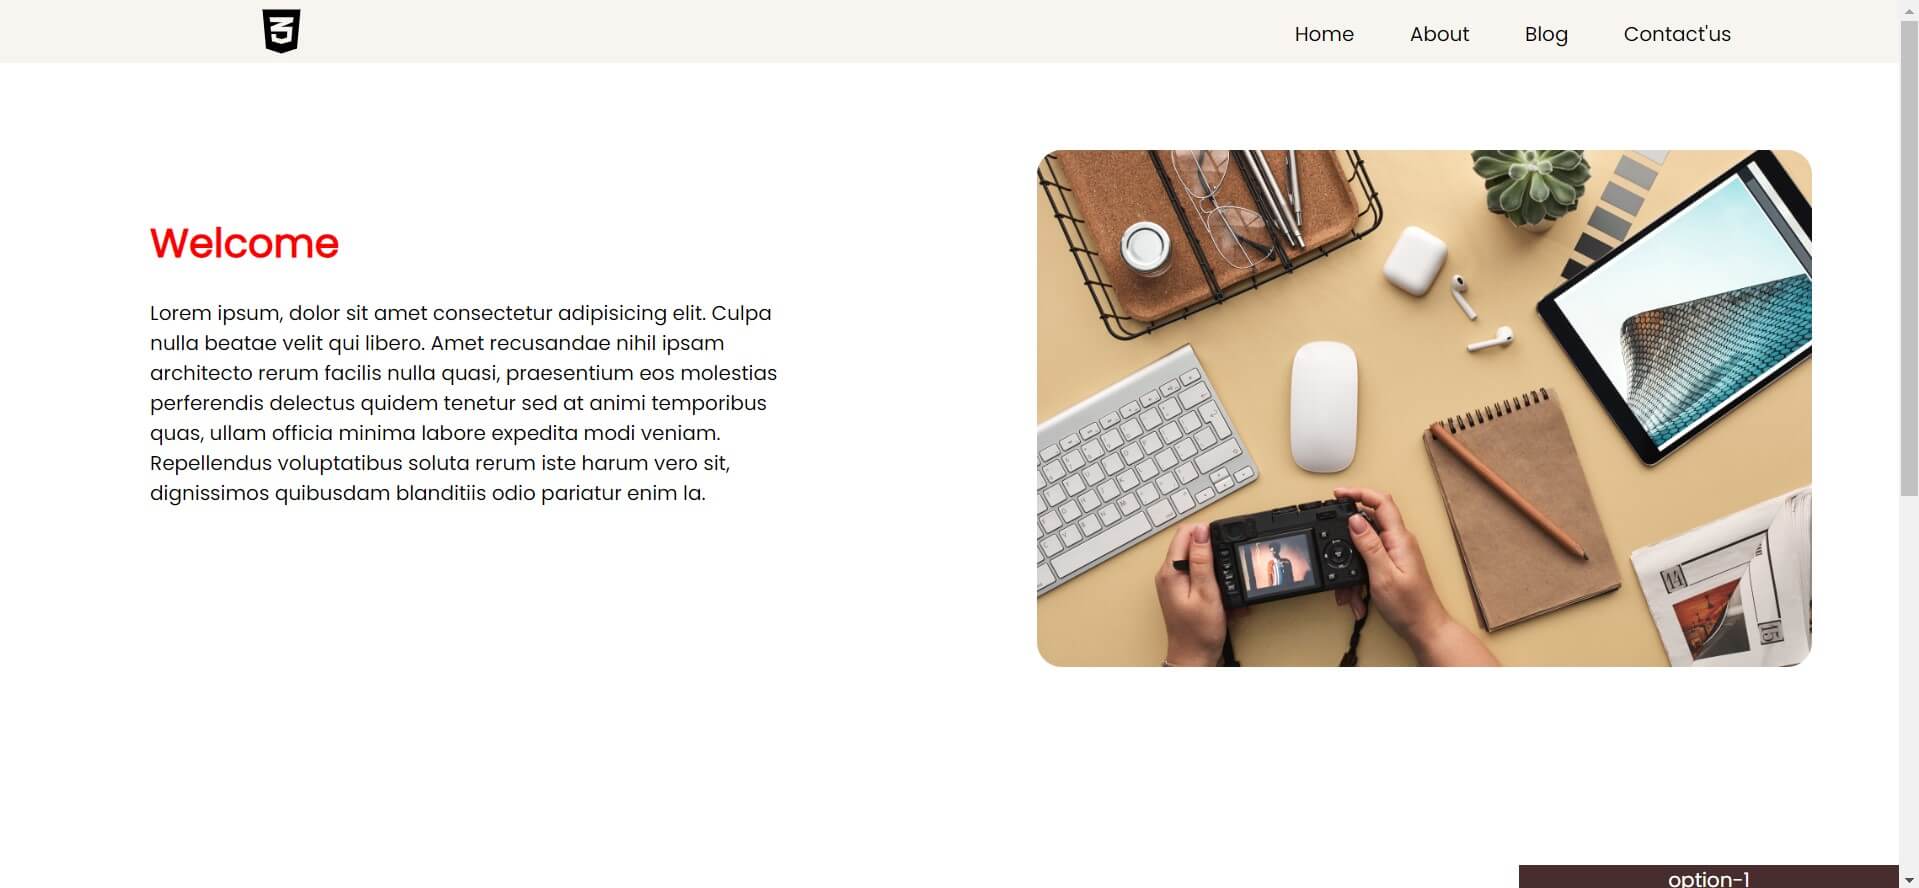 Home About Blog Contact'us
Welcome
Lorem ipsum, dolor sit amet consectetur adipisicing elit. Culpa
nulla beatae velit qui libero. Amet recusandae nihil ipsam
architecto rerum facilis nulla quasi, praesentium eos molestias
perferendis delectus quidem tenetur sed at animi temporibus
quas, ullam officia minima labore expedita modi veniam.
Repellendus voluptatibus soluta rerum iste harum vero sit,
dignissimos quibusdam blanditiis odio pariatur enim la.
14
15
option-1